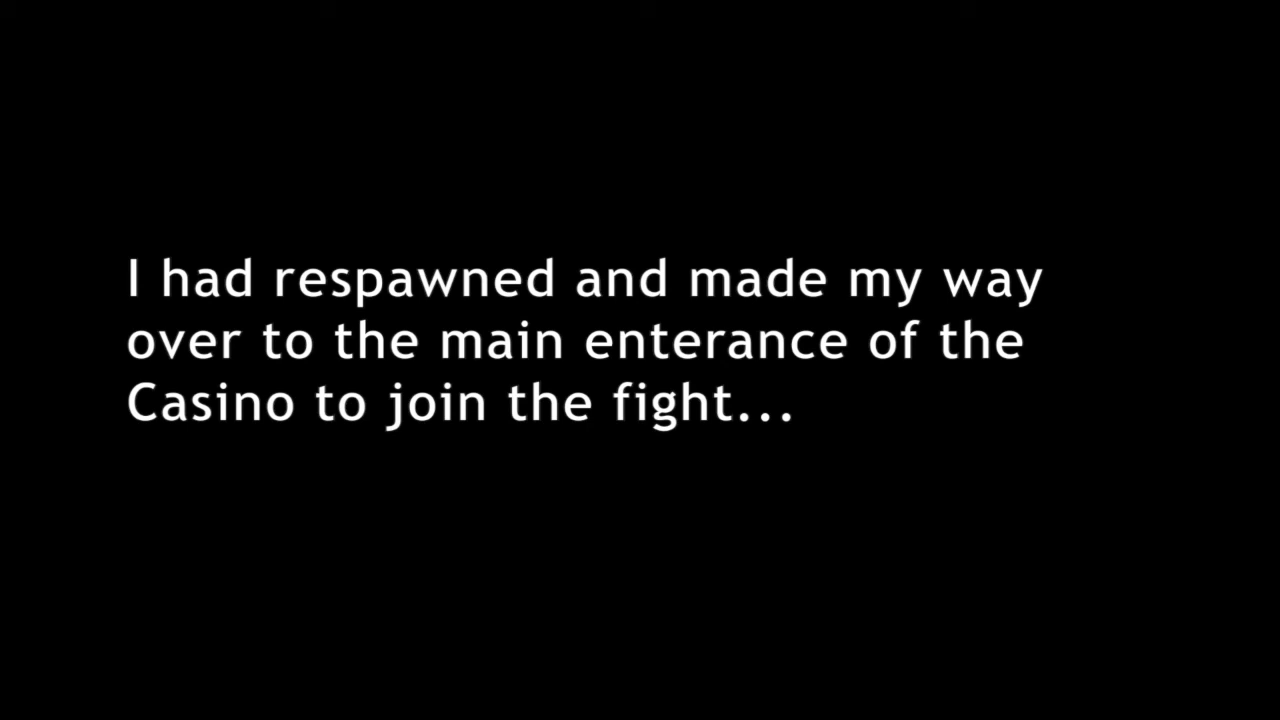 I had respawned and made my way
over to the main enterance of the
Casino to join the fight...